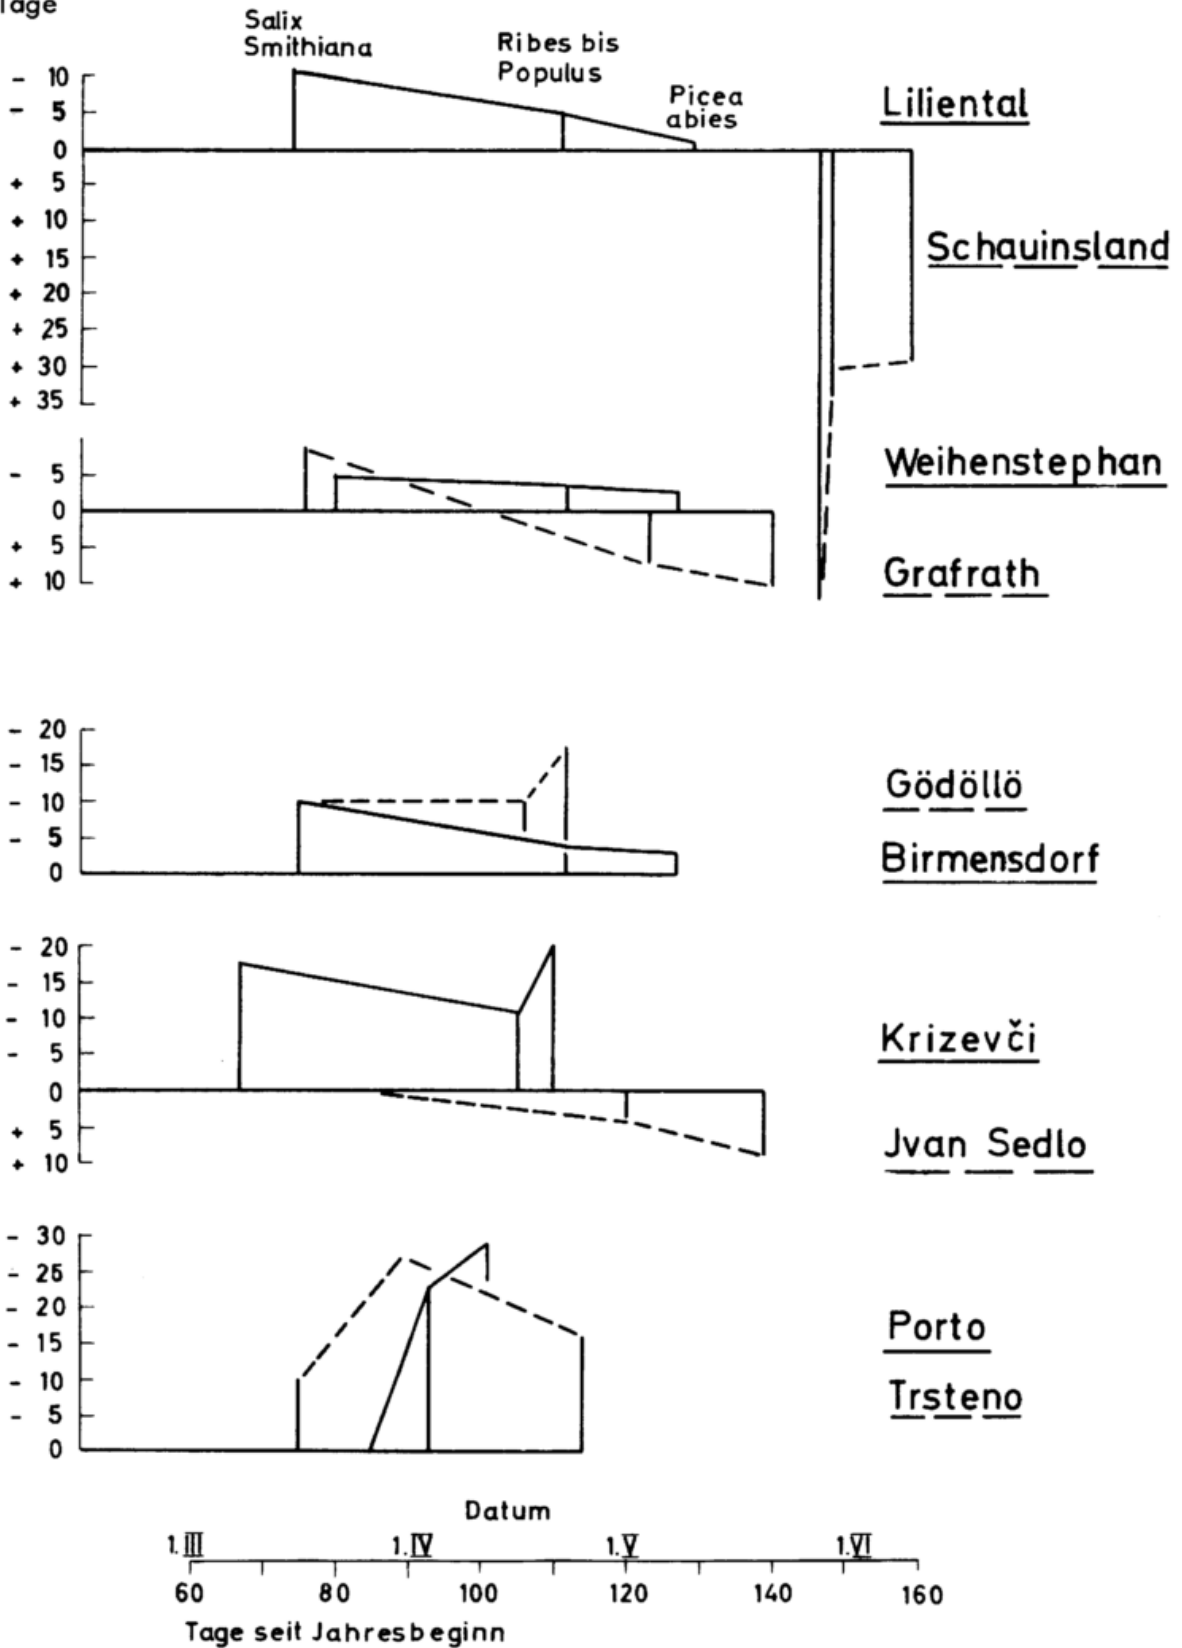 Tage
Salix
Smithiana
Ribes bis
Populus
Picea
abies
Liliental
- 10
- 5
0
+ 5
+ 10
+ 15
+ 20
+ 25
+ 30
+ 35
Schauinsland
- 5
0
+ 5
+ 10
Weihenstephan
Grafrath
- 20
- 15
- 10
- 5
0
Gödöllö
Birmensdorf
- 20
- 15
- 10
- 5
0
+ 5
+ 10
Krizevči
Jvan Sedlo
- 30
- 25
- 20
- 15
- 10
- 5
0
Porto
Trsteno
Datum
1.III 1.IV 1.V 1.VI
60 80 100 120 140 160
Tage seit Jahresbeginn